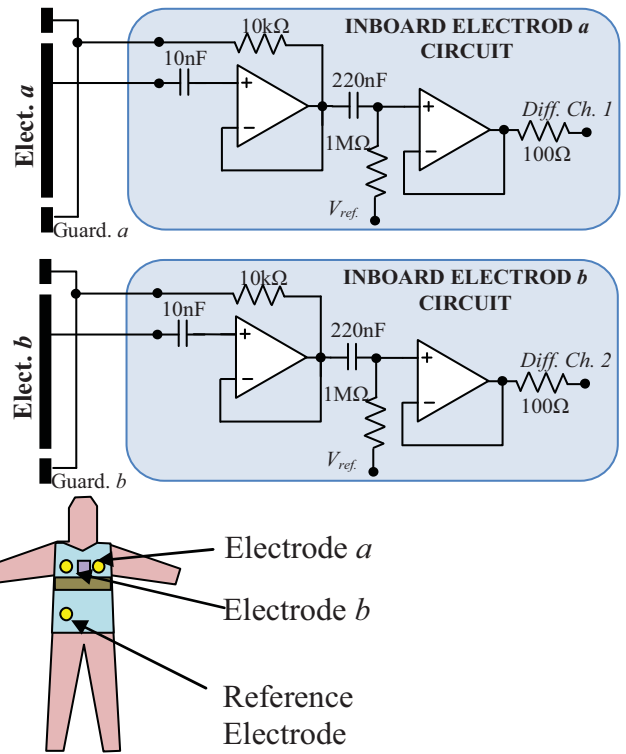 INBOARD ELECTROD a
CIRCUIT
10kΩ
10nF
220nF
Diff. Ch. 1
+
−
+
−
1MΩ
100Ω
Vref.
Elect. a
Guard. a
INBOARD ELECTROD b
CIRCUIT
10kΩ
10nF
220nF
Diff. Ch. 2
+
−
+
−
1MΩ
100Ω
Vref.
Elect. b
Guard. b
Electrode a
Electrode b
Reference
Electrode